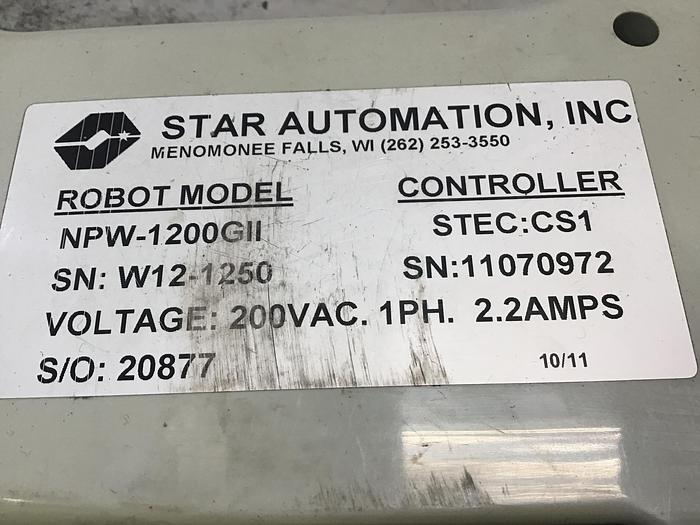 STAR AUTOMATION, INC
MENOMONEE FALLS, WI (262) 253-3550
ROBOT MODEL
NPW-1200GII
SN: W12-1250
CONTROLLER
STEC:CS1
SN:11070972
VOLTAGE: 200VAC. 1PH. 2.2AMPS
S/O: 20877
10/11